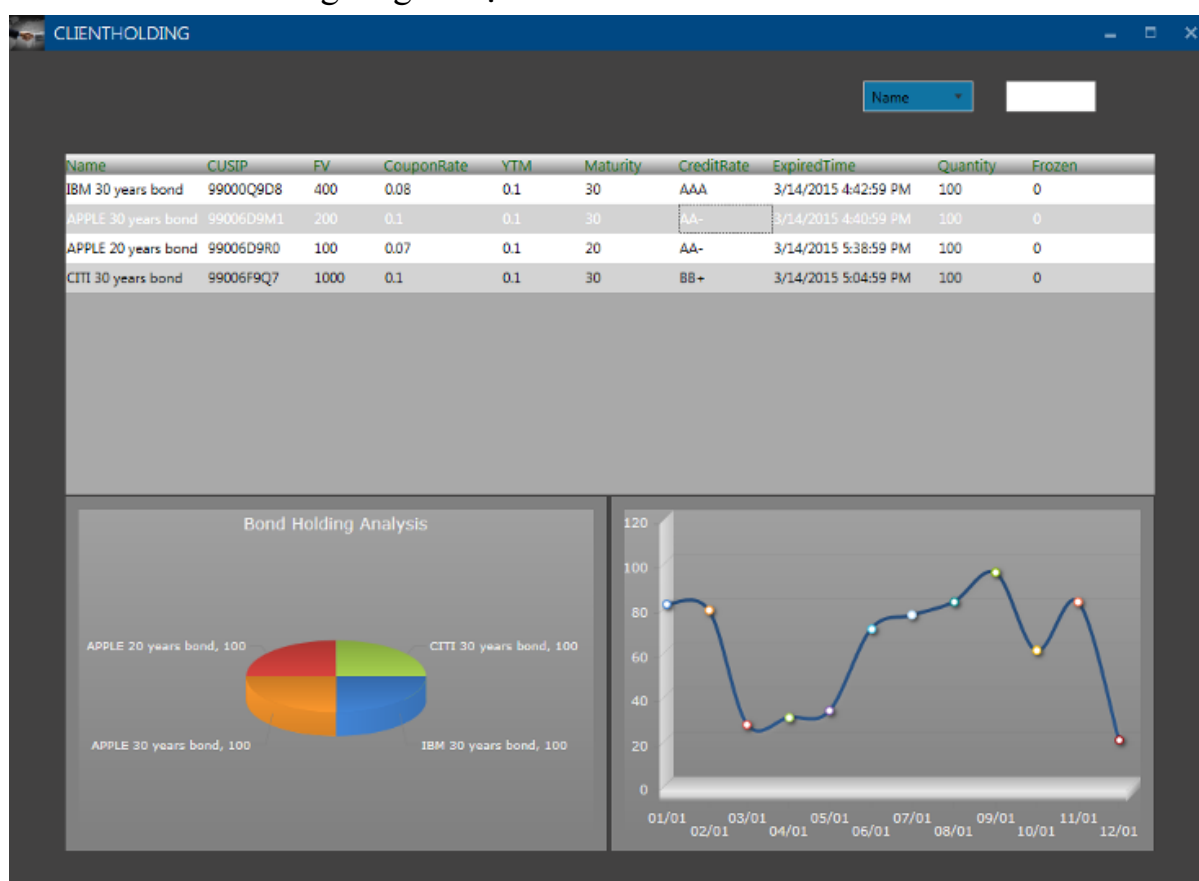 CLIENTHOLDING
Name
Name CUSIP FV CouponRate YTM Maturity CreditRate ExpiredTime Quantity Frozen
IBM 30 years bond 99000Q9D8 400 0.08 0.1 30 AAA 3/14/2015 4:42:59 PM 100 0
APPLE 30 years bond 99006D9M1 200 0.1 0.1 30 AA- 3/14/2015 4:40:59 PM 100 0
APPLE 20 years bond 99006D9R0 100 0.07 0.1 20 AA- 3/14/2015 5:38:59 PM 100 0
CITI 30 years bond 99006F9Q7 1000 0.1 0.1 30 BB+ 3/14/2015 5:04:59 PM 100 0
Bond Holding Analysis
APPLE 20 years bond, 100
CITI 30 years bond, 100
APPLE 30 years bond, 100
IBM 30 years bond, 100
120
100
80
60
40
20
0
01/01 03/01 05/01 07/01 09/01 11/01
02/01 04/01 06/01 08/01 10/01 12/01